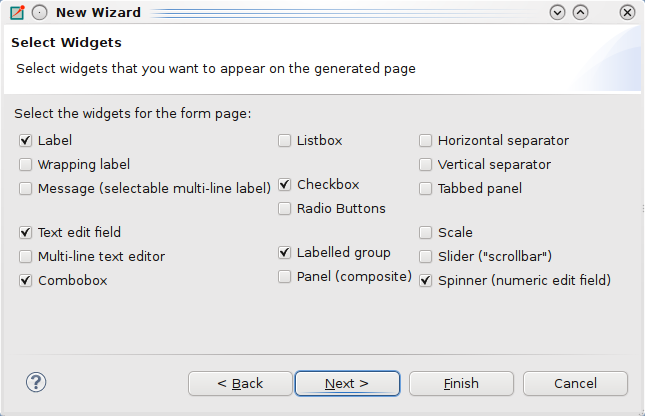 New Wizard
Select Widgets
Select widgets that you want to appear on the generated page
Select the widgets for the form page:
Label
Wrapping label
Message (selectable multi-line label)
Text edit field
Multi-line text editor
Combobox
Listbox
Checkbox
Radio Buttons
Labelled group
Panel (composite)
Horizontal separator
Vertical separator
Tabbed panel
Scale
Slider ("scrollbar")
Spinner (numeric edit field)
?
< Back
Next >
Finish
Cancel